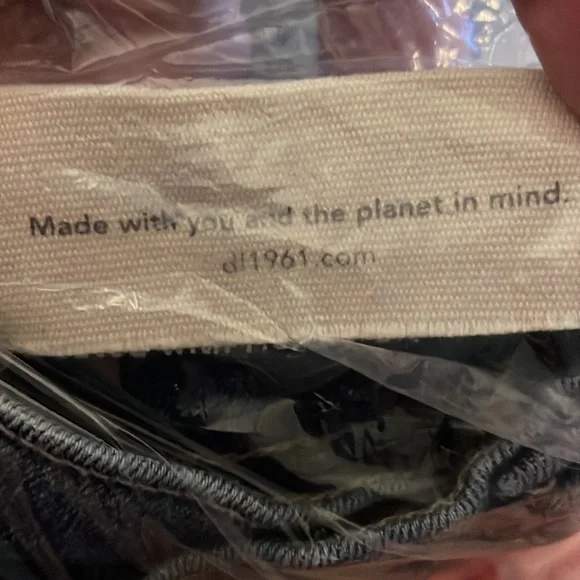 Made with you and the planet in mind.
dl1961.com